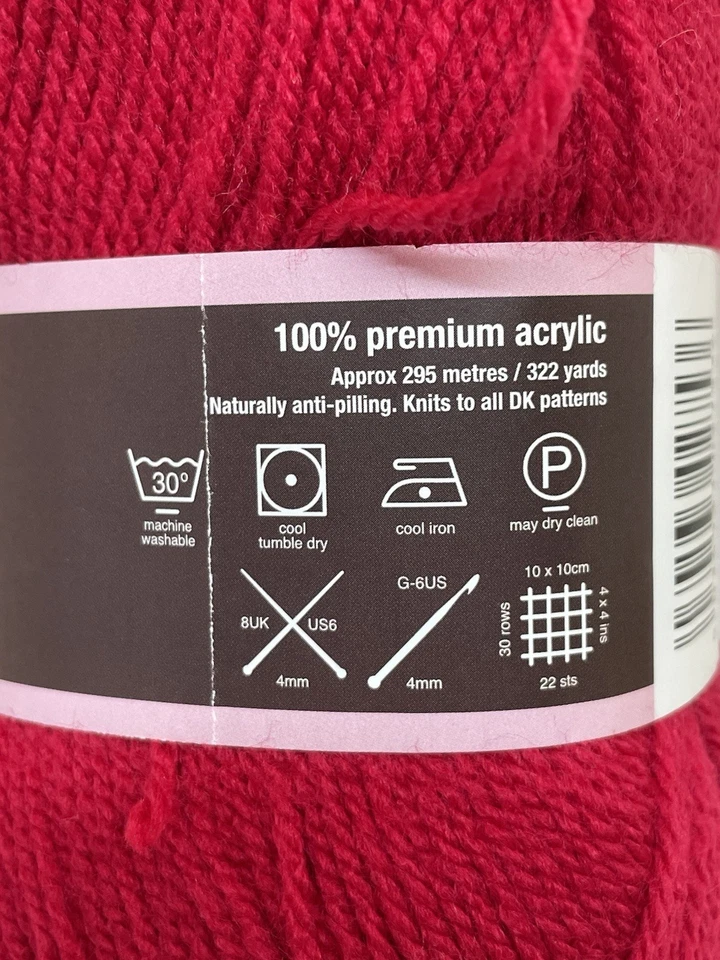 100% premium acrylic
Approx 295 metres / 322 yards
Naturally anti-pilling. Knits to all DK patterns
30°
machine
washable
cool
tumble dry
cool iron
P
may dry clean
8UK
US6
4mm
G-6US
4mm
10 x 10cm
30 rows
4 x 4 ins
22 sts